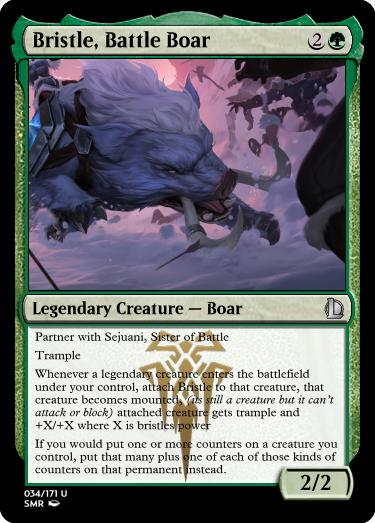 Bristle, Battle Boar 2
Legendary Creature — Boar
Partner with Sejuani, Sister of Battle
Trample
Whenever a legendary creature enters the battlefield
under your control, attach Bristle to that creature, that
creature becomes mounted, (its still a creature but it can't
attack or block) attached creature gets trample and
+X/+X where X is bristles power
If you would put one or more counters on a creature you
control, put that many plus one of each of those kinds of
counters on that permanent instead.
2/2
034/171 U
SMR